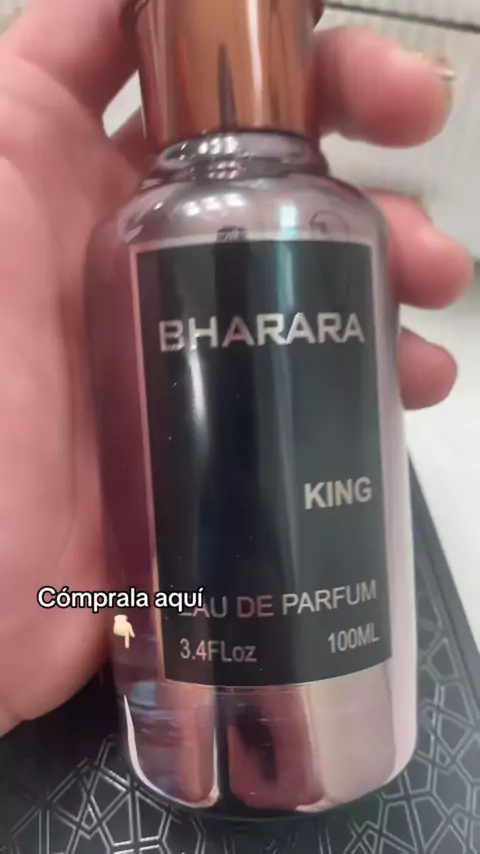 BHARARA
KING
Cómprala aquí
EAU DE PARFUM
3.4FLoz
100ML